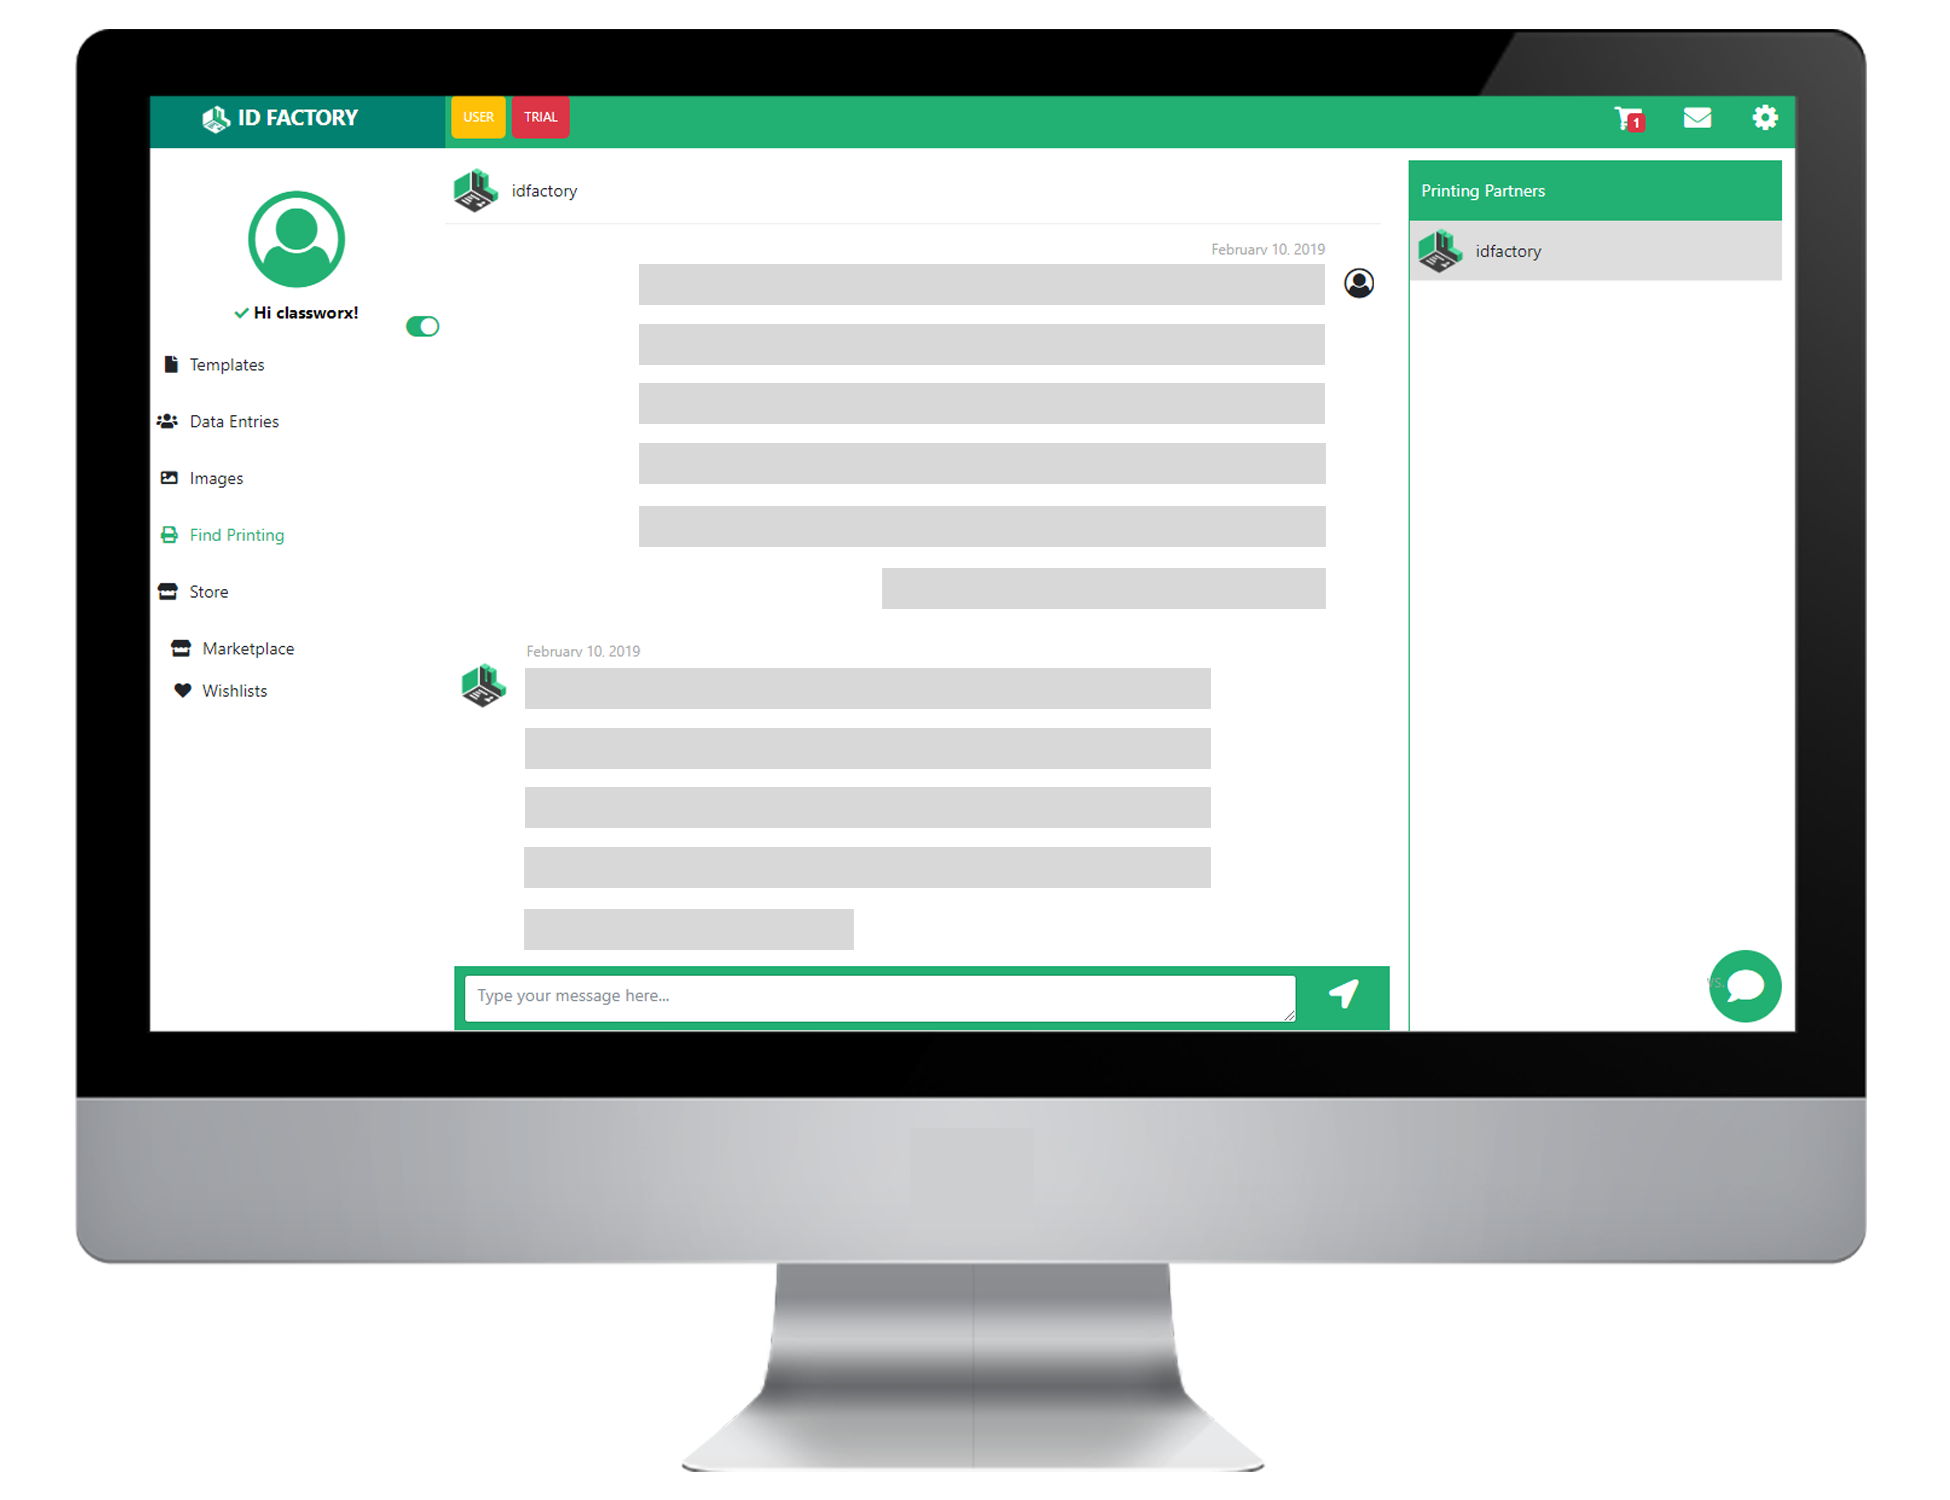 ID FACTORY
USER
TRIAL
1
Hi classworx!
Templates
Data Entries
Images
Find Printing
Store
Marketplace
Wishlists
idfactory
February 10, 2019
February 10, 2019
Type your message here...
Printing Partners
idfactory
vs.